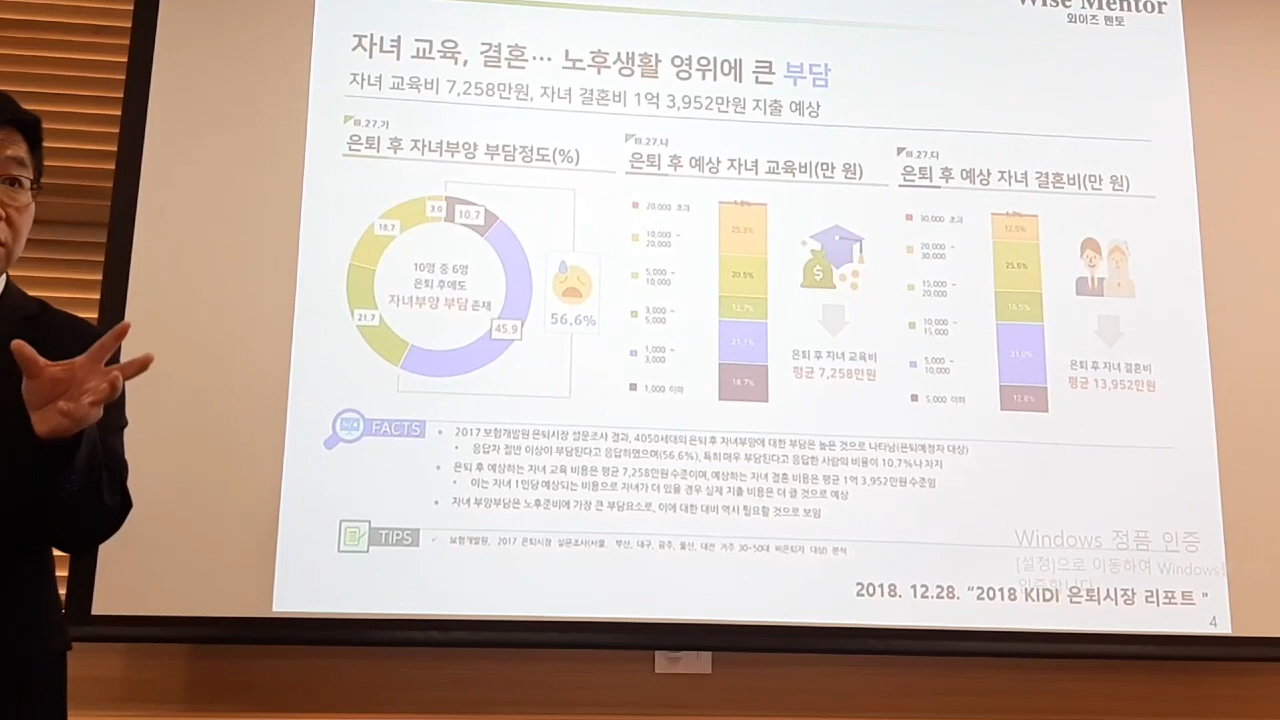 Wise Mentor
와이즈 멘토
자녀 교육, 결혼… 노후생활 영위에 큰 부담
자녀 교육비 7,258만원, 자녀 결혼비 1억 3,952만원 지출 예상
Ⅲ.27.가
은퇴 후 자녀부양 부담정도(%)
3.0
10.7
18.7
21.7
45.9
10명 중 6명
은퇴 후에도
자녀부양 부담 존재
56.6%
Ⅲ.27.나
은퇴 후 예상 자녀 교육비(만 원)
20,000 초과
10,000 ~
20,000
5,000 ~
10,000
3,000 ~
5,000
1,000 ~
3,000
1,000 이하
25.3%
20.5%
12.7%
21.1%
18.7%
은퇴 후 자녀 교육비
평균 7,258만원
Ⅲ.27.다
은퇴 후 예상 자녀 결혼비(만 원)
30,000 초과
20,000 ~
30,000
15,000 ~
20,000
10,000 ~
15,000
5,000 ~
10,000
5,000 이하
12.5%
25.6%
16.5%
31.0%
12.8%
은퇴 후 자녀 결혼비
평균 13,952만원
FACTS
• 2017 보험개발원 은퇴시장 설문조사 결과, 4050세대의 은퇴 후 자녀부양에 대한 부담은 높은 것으로 나타남(은퇴예정자 대상)
• 응답자 절반 이상이 부담된다고 응답하였으며(56.6%), 특히 매우 부담된다고 응답한 사람의 비율이 10.7%나 차지
• 은퇴 후 예상하는 자녀 교육 비용은 평균 7,258만원 수준이며, 예상하는 자녀 결혼 비용은 평균 1억 3,952만원 수준임
• 이는 자녀 1인당 예상되는 비용으로 자녀가 더 있을 경우 실제 지출 비용은 더 클 것으로 예상
• 자녀 부양부담은 노후준비에 가장 큰 부담요소로, 이에 대한 대비 역시 필요할 것으로 보임
TIPS
✓ 보험개발원, 2017 은퇴시장 설문조사(서울, 부산, 대구, 광주, 울산, 대전 거주 30~50대 비은퇴자 대상) 분석
Windows 정품 인증
[설정]으로 이동하여 Windows를
인증합니다.
2018. 12.28. "2018 KIDI 은퇴시장 리포트 "
4